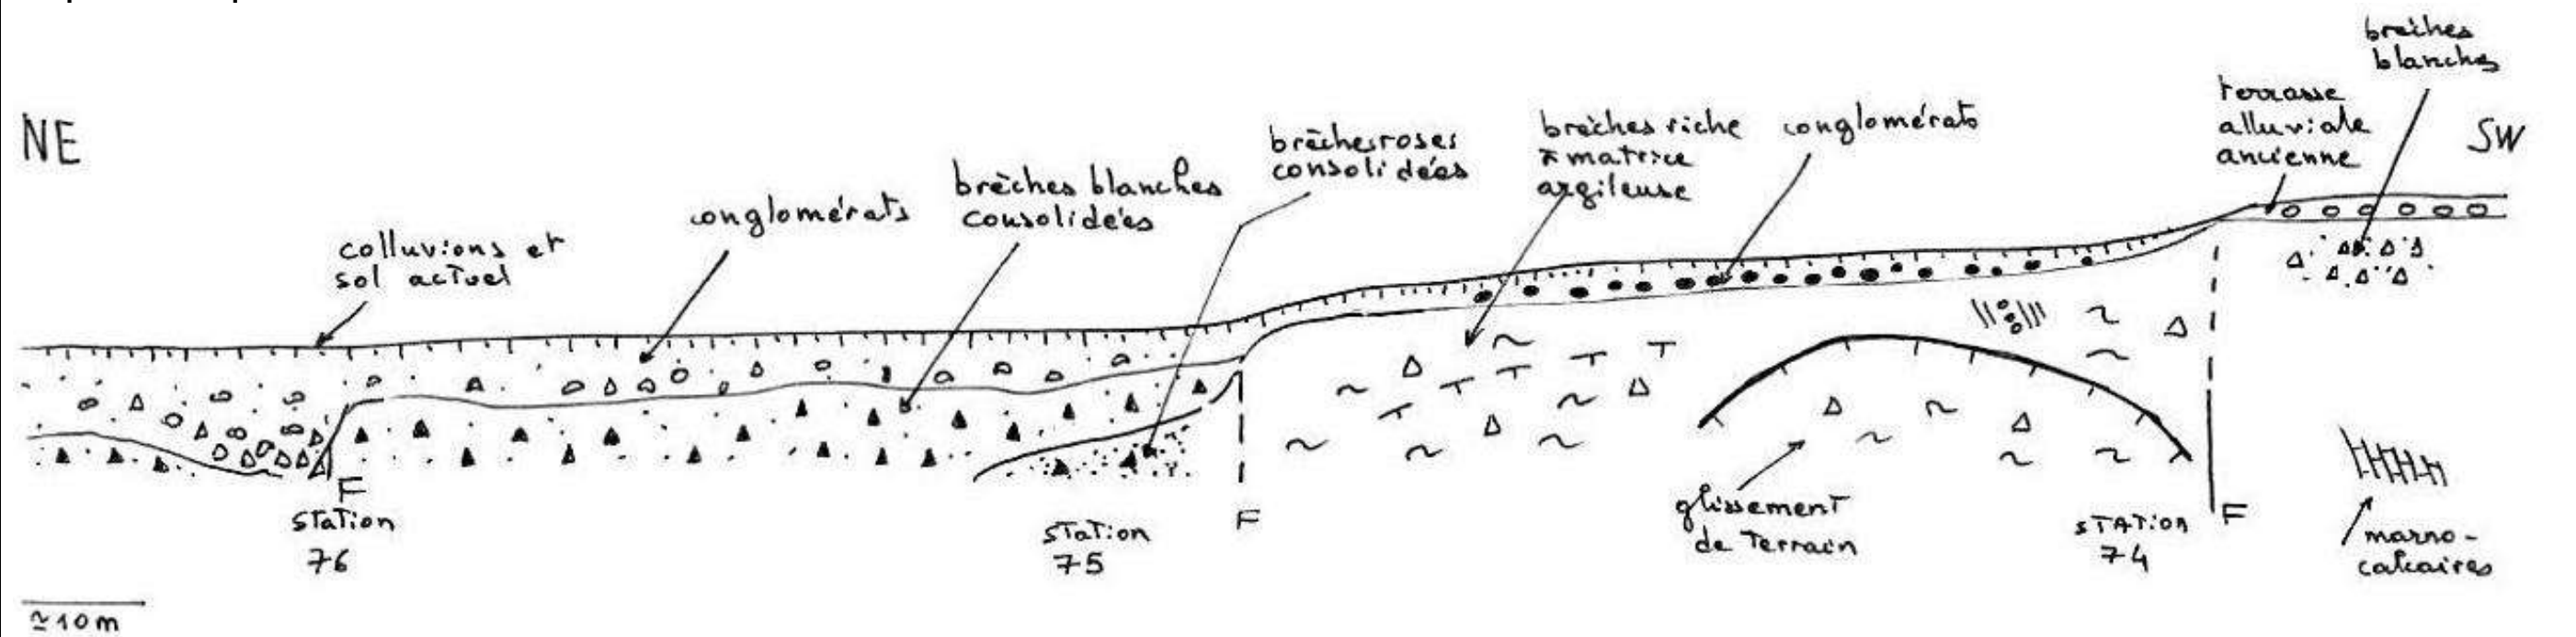 NE
colluvions et
sol actuel
conglomérats
brèches blanches
consolidées
brèches roses
consolidées
brèches riche
à matrice
argileuse
conglomérats
terrasse
alluviale
ancienne
brèches
blanches
SW
F
station
76
station
75
F
glissement
de terrain
STATION
74
F
marno-
calcaires
≃10m